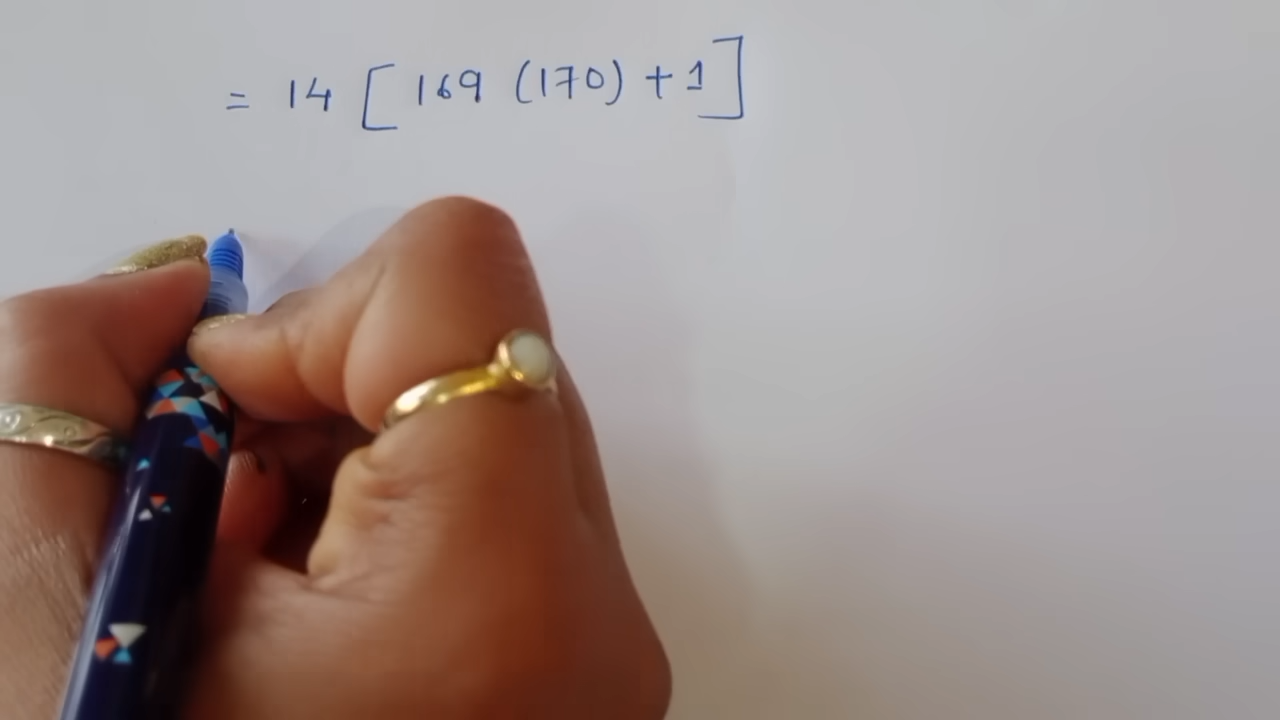 = 14 [ 169 (170) + 1 ]